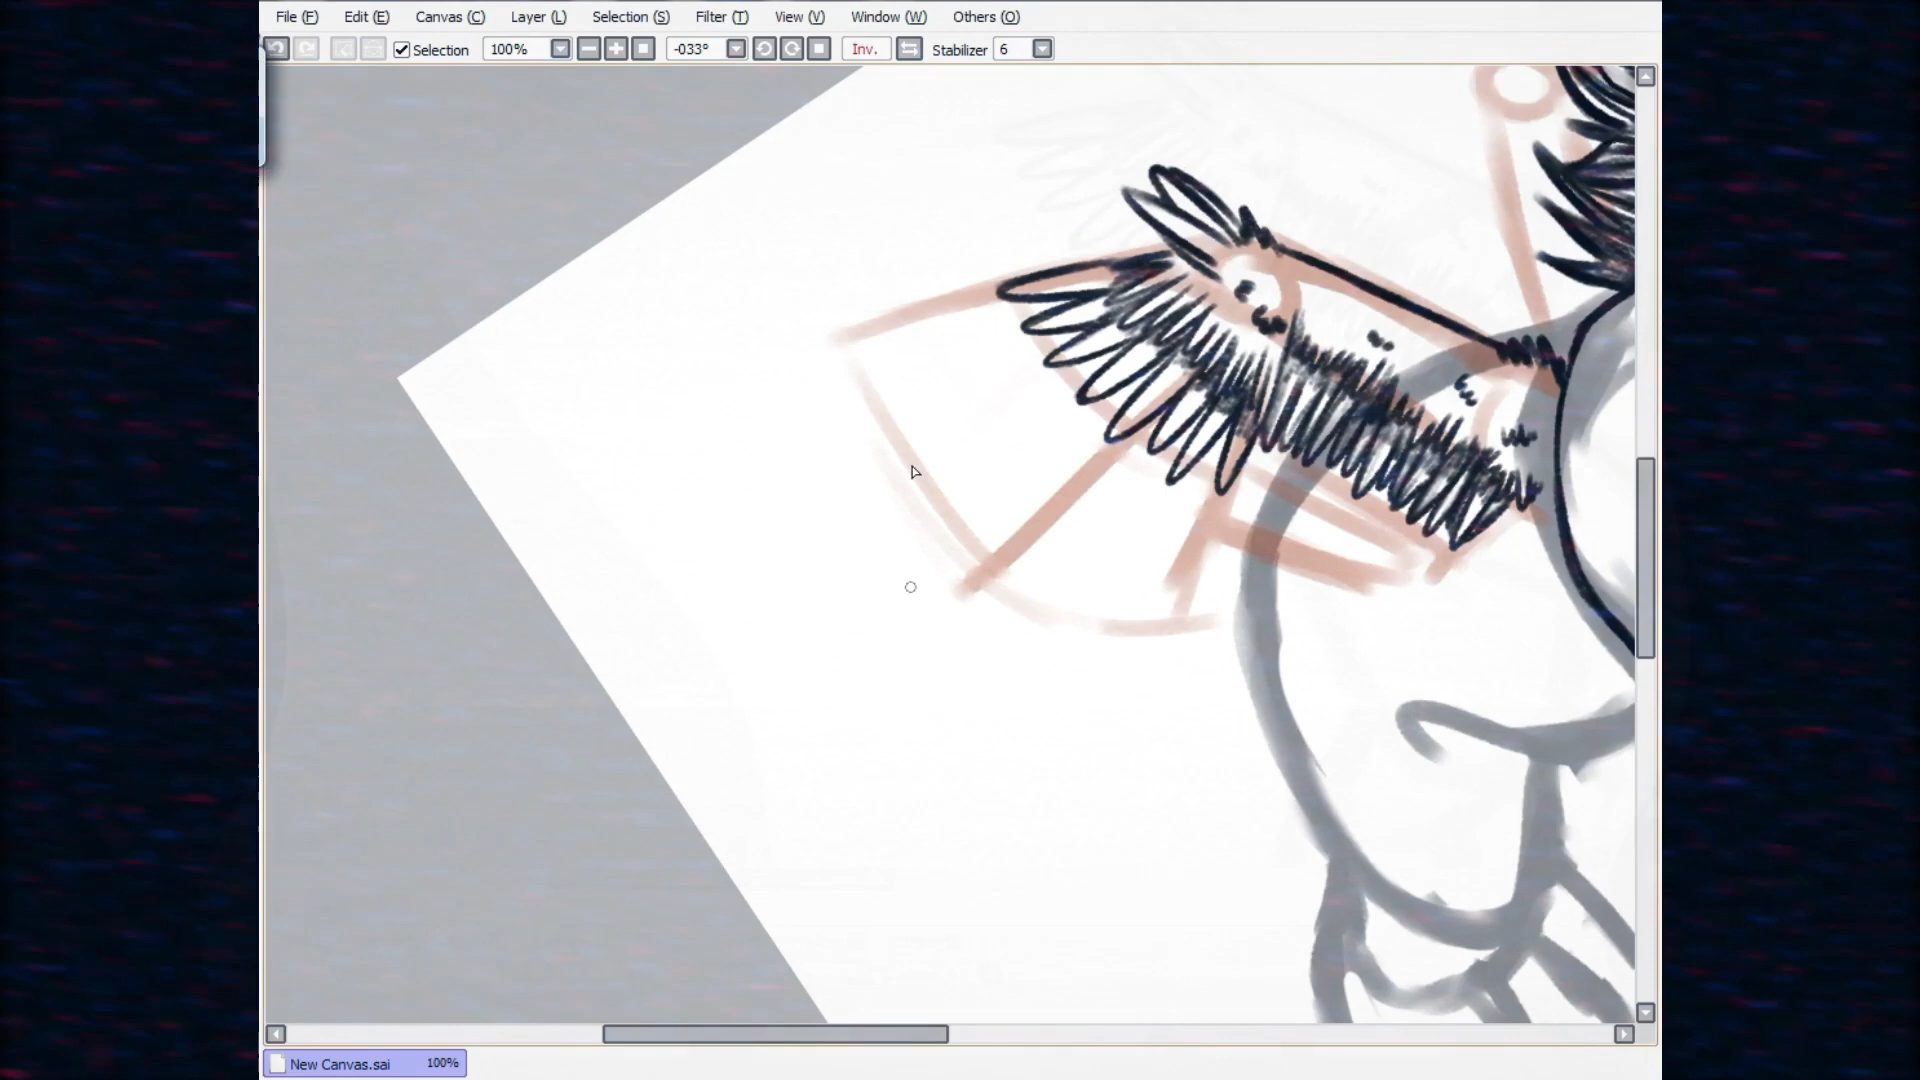 File (F) Edit (E) Canvas (C) Layer (L) Selection (S) Filter (T) View (V) Window (W) Others (O)
Selection 100% -033° Inv. Stabilizer 6
New Canvas.sai 100%